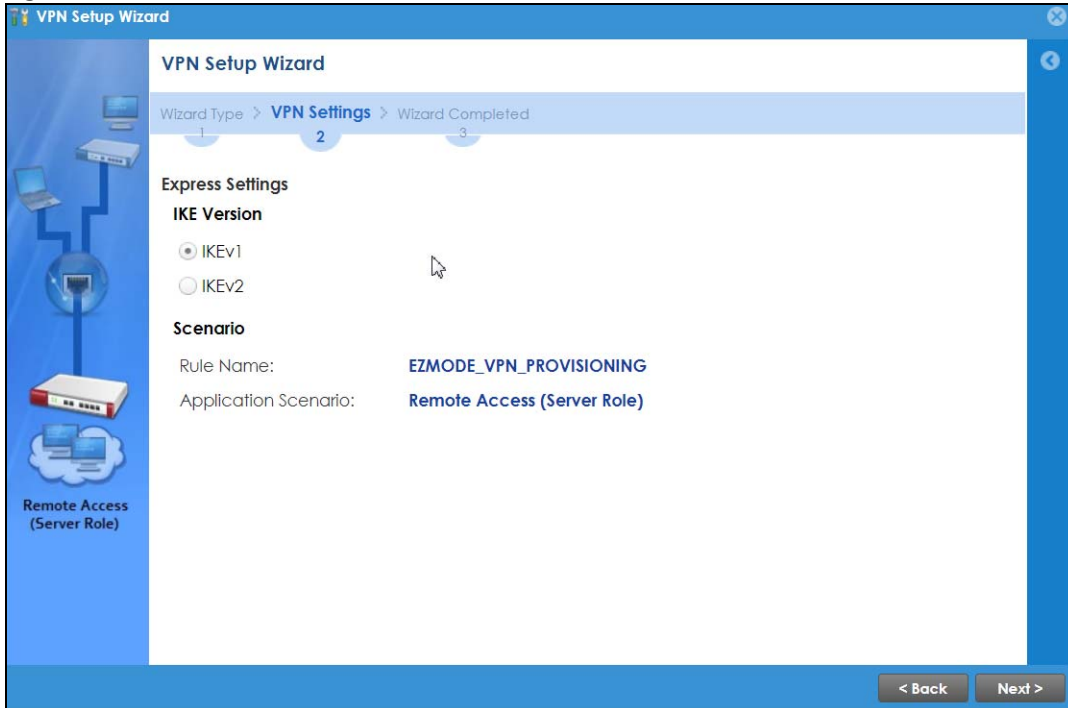 VPN Setup Wizard
VPN Setup Wizard
Wizard Type > VPN Settings > Wizard Completed
1 2 3
Express Settings
IKE Version
IKEv1
IKEv2
Scenario
Rule Name: EZMODE_VPN_PROVISIONING
Application Scenario: Remote Access (Server Role)
Remote Access
(Server Role)
< Back Next >